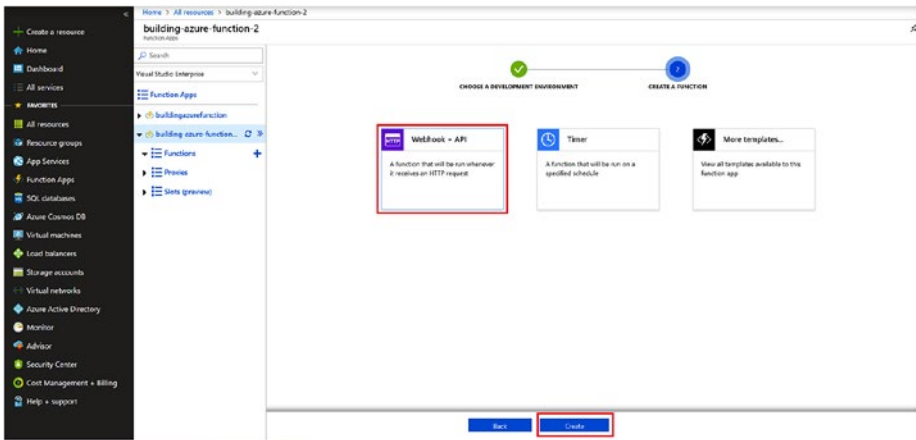 Home > All resources > building-azure-function-2
building-azure-function-2
Function Apps
«
Create a resource
Home
Dashboard
All services
FAVORITES
All resources
Resource groups
App Services
Function Apps
SQL databases
Azure Cosmos DB
Virtual machines
Load balancers
Storage accounts
Virtual networks
Azure Active Directory
Monitor
Advisor
Security Center
Cost Management + Billing
Help + support
Search
Visual Studio Enterprise
Function Apps
buildingazurefunction
building-azure-function...
Functions
Proxies
Slots (preview)
2
CHOOSE A DEVELOPMENT ENVIRONMENT
CREATE A FUNCTION
HTTP
Webhook + API
A function that will be run whenever
it receives an HTTP request
Timer
A function that will be run on a
specified schedule
More templates...
View all templates available to this
function app
Back
Create